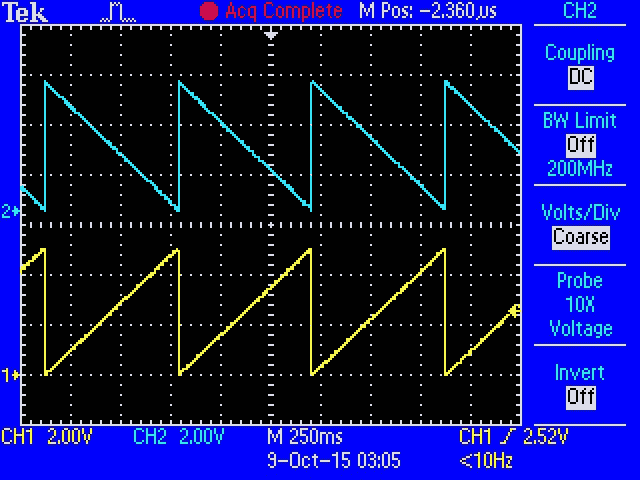 Tek Acq Complete M Pos: -2.360µs CH2
Coupling
DC
BW Limit
Off
200MHz
2
Volts/Div
Coarse
Probe
10X
Voltage
1
Invert
Off
CH1 2.00V CH2 2.00V M 250ms CH1 2.52V
9-Oct-15 03:05 <10Hz